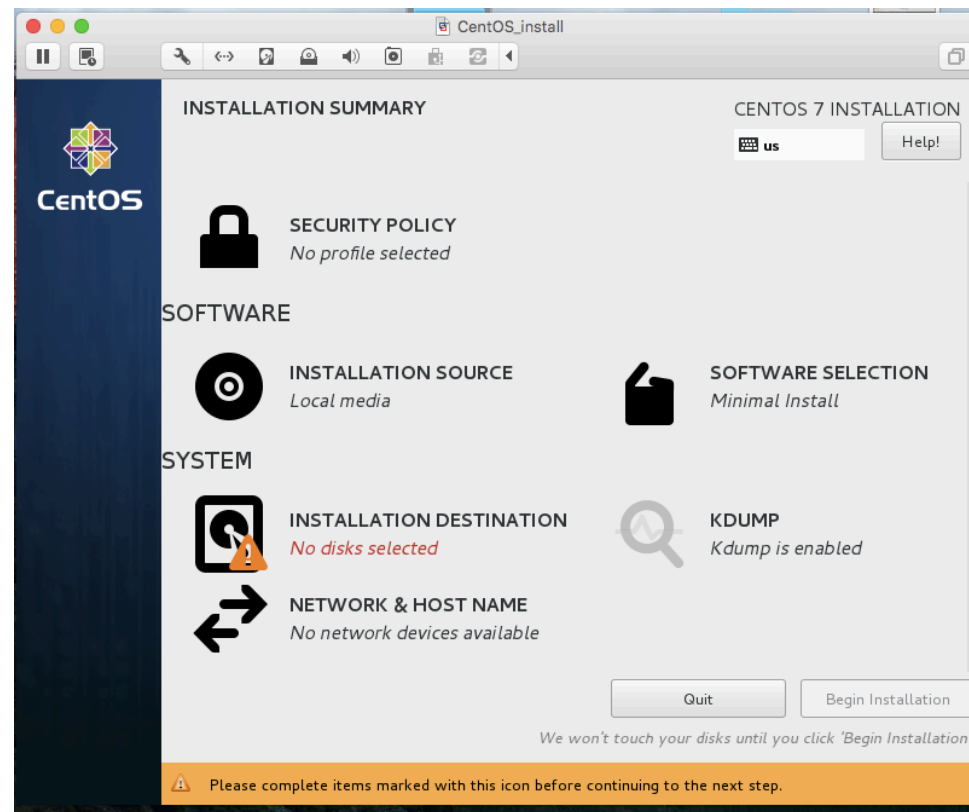 CentOS_install
INSTALLATION SUMMARY
CENTOS 7 INSTALLATION
us
Help!
CentOS
SECURITY POLICY
No profile selected
SOFTWARE
INSTALLATION SOURCE
Local media
SOFTWARE SELECTION
Minimal Install
SYSTEM
INSTALLATION DESTINATION
No disks selected
KDUMP
Kdump is enabled
NETWORK & HOST NAME
No network devices available
Quit
Begin Installation
We won't touch your disks until you click 'Begin Installation
Please complete items marked with this icon before continuing to the next step.